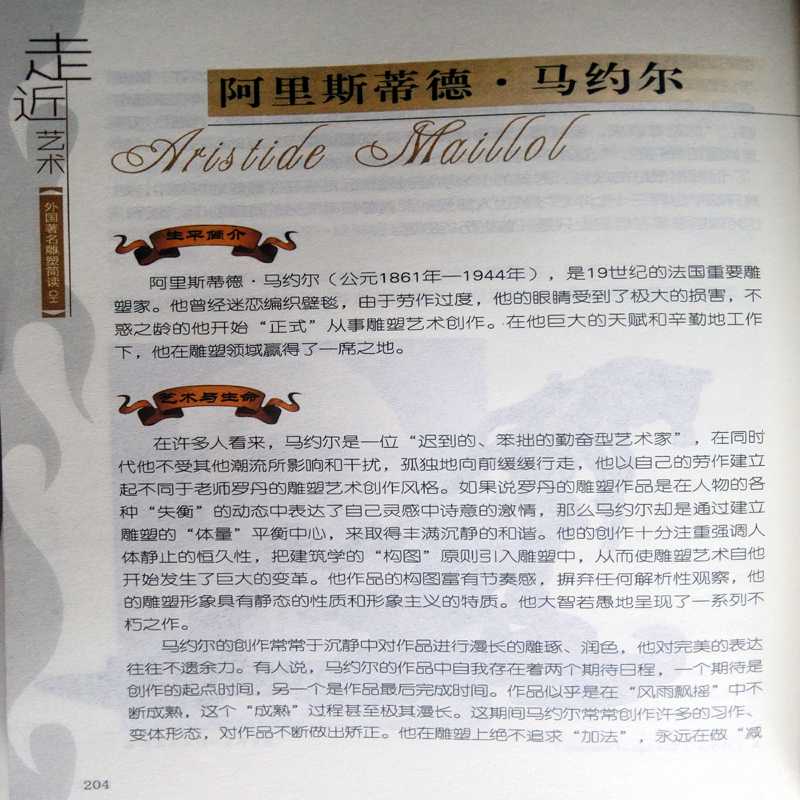 走近艺术
【外国著名雕塑简读
阿里斯蒂德·马约尔
Aristide Maillol
生平简介
阿里斯蒂德·马约尔（公元1861年—1944年），是19世纪的法国重要雕
塑家。他曾经迷恋编织壁毯，由于劳作过度，他的眼睛受到了极大的损害，不
惑之龄的他开始“正式”从事雕塑艺术创作。在他巨大的天赋和辛勤地工作
下，他在雕塑领域赢得了一席之地。
艺术与生命
在许多人看来，马约尔是一位“迟到的、笨拙的勤奋型艺术家”，在同时
代他不受其他潮流所影响和干扰，孤独地向前缓缓行走，他以自己的劳作建立
起不同于老师罗丹的雕塑艺术创作风格。如果说罗丹的雕塑作品是在人物的各
种“失衡”的动态中表达了自己灵感中诗意的激情，那么马约尔却是通过建立
雕塑的“体量”平衡中心，来取得丰满沉静的和谐。他的创作十分注重强调人
体静止的恒久性，把建筑学的“构图”原则引入雕塑中，从而使雕塑艺术自他
开始发生了巨大的变革。他作品的构图富有节奏感，摒弃任何解析性观察，他
的雕塑形象具有静态的性质和形象主义的特质。他大智若愚地呈现了一系列不
朽之作。
马约尔的创作常常于沉静中对作品进行漫长的雕琢、润色，他对完美的表达
往往不遗余力。有人说，马约尔的作品中自我存在着两个期待日程，一个期待是
创作的起点时间，另一个是作品最后完成时间。作品似乎是在“风雨飘摇”中不
断成熟，这个“成熟”过程甚至极其漫长。这期间马约尔常常创作许多的习作、
变体形态，对作品不断做出矫正。他在雕塑上绝不追求“加法”，永远在做“减
204